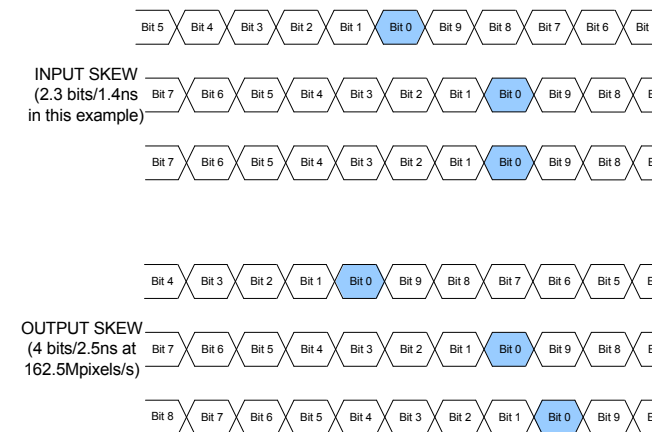 Bit 5 Bit 4 Bit 3 Bit 2 Bit 1 Bit 0 Bit 9 Bit 8 Bit 7 Bit 6 Bit
INPUT SKEW
(2.3 bits/1.4ns
in this example)
Bit 7 Bit 6 Bit 5 Bit 4 Bit 3 Bit 2 Bit 1 Bit 0 Bit 9 Bit 8
Bit 7 Bit 6 Bit 5 Bit 4 Bit 3 Bit 2 Bit 1 Bit 0 Bit 9 Bit 8
Bit 4 Bit 3 Bit 2 Bit 1 Bit 0 Bit 9 Bit 8 Bit 7 Bit 6 Bit 5
OUTPUT SKEW
(4 bits/2.5ns at
162.5Mpixels/s)
Bit 7 Bit 6 Bit 5 Bit 4 Bit 3 Bit 2 Bit 1 Bit 0 Bit 9 Bit 8
Bit 8 Bit 7 Bit 6 Bit 5 Bit 4 Bit 3 Bit 2 Bit 1 Bit 0 Bit 9